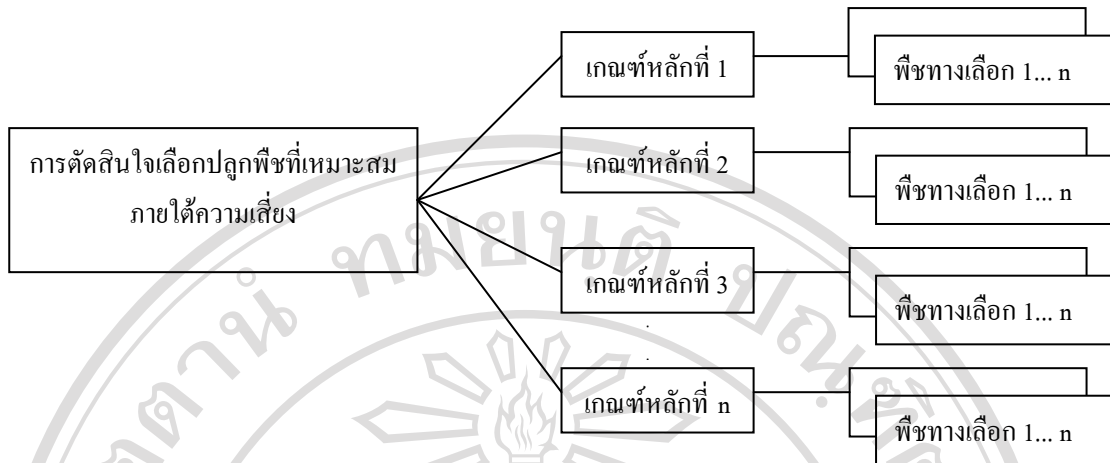 เกณฑ์หลักที่ 1
พืชทางเลือก 1... n
การตัดสินใจเลือกปลูกพืชที่เหมาะสม
ภายใต้ความเสี่ยง
เกณฑ์หลักที่ 2
พืชทางเลือก 1... n
เกณฑ์หลักที่ 3
พืชทางเลือก 1... n
.
.
เกณฑ์หลักที่ n
พืชทางเลือก 1... n